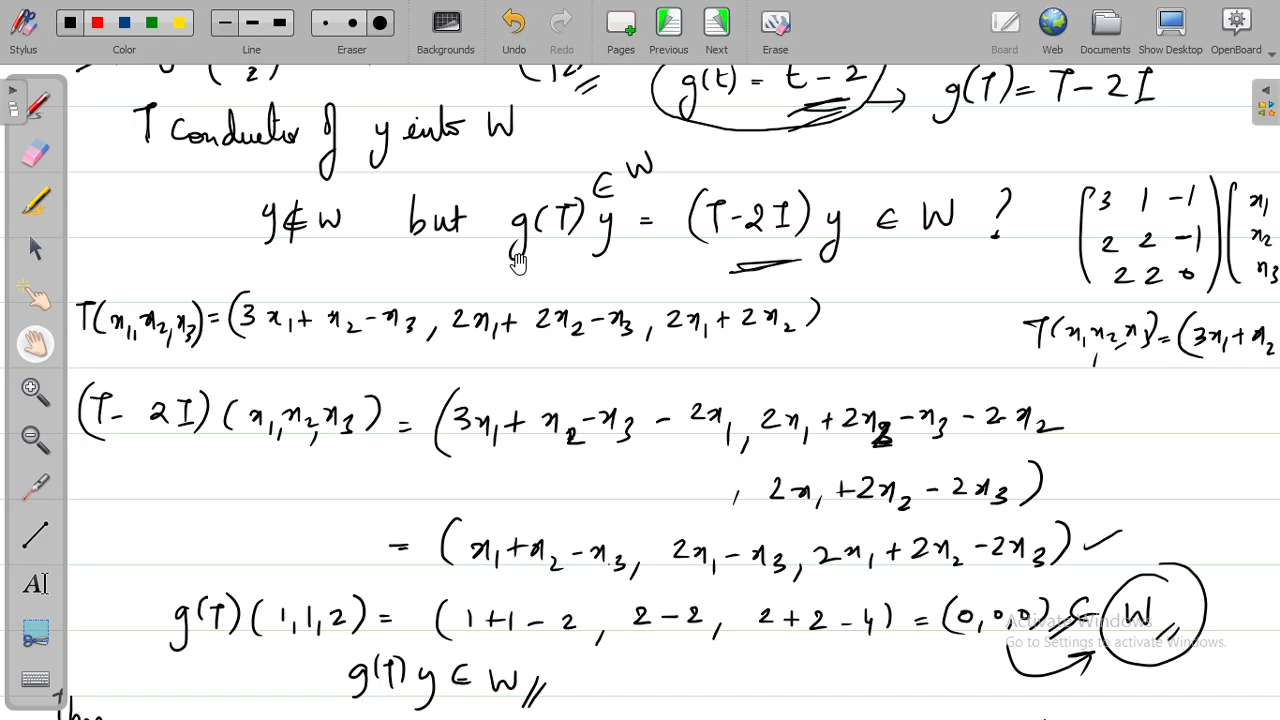 Stylus Color Line Eraser Backgrounds Undo Redo Pages Previous Next Erase Board Web Documents Show Desktop OpenBoard
g(t) = t - 2 → g(T) = T - 2I
T conductor of y into W
y ∉ W but g(T) y ∈ W = (T - 2I) y ∈ W ?
3 1 -1 x₁
2 2 -1 x₂
2 2 0 x₃
T(x₁, x₂, x₃) = (3x₁ + x₂ - x₃, 2x₁ + 2x₂ - x₃, 2x₁ + 2x₂)
T(x₁, x₂, x₃) = (3x₁ + x₂
(T - 2I)(x₁, x₂, x₃) = (3x₁ + x₂ - x₃ - 2x₁, 2x₁ + 2x₂ - x₃ - 2x₂
, 2x₁ + 2x₂ - 2x₃)
= (x₁ + x₂ - x₃, 2x₁ - x₃, 2x₁ + 2x₂ - 2x₃) ✓
g(T)(1, 1, 2) = (1+1-2, 2-2, 2+2-4) = (0, 0, 0) ∈ W
Activate Windows
Go to Settings to activate Windows.
g(T) y ∈ W